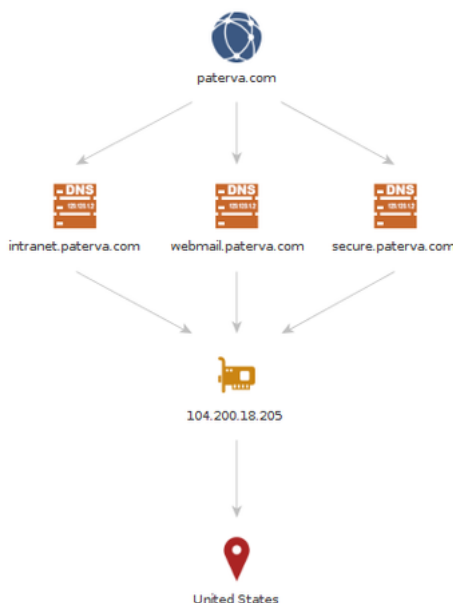 paterva.com
DNS
DNS
DNS
intranet.paterva.com
webmail.paterva.com
secure.paterva.com
104.200.18.205
United States